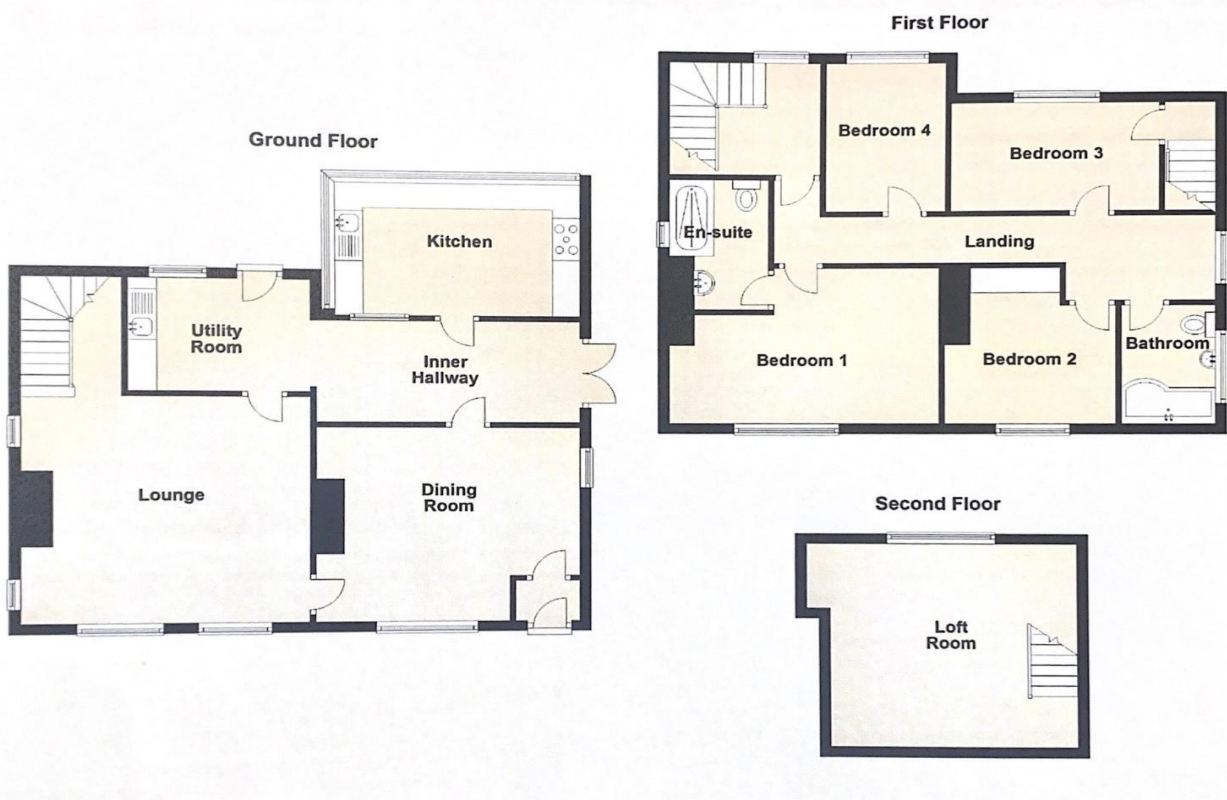 First Floor
Bedroom 4
Bedroom 3
En-suite
Landing
Bedroom 1
Bedroom 2
Bathroom
Ground Floor
Kitchen
Utility
Room
Inner
Hallway
Lounge
Dining
Room
Second Floor
Loft
Room